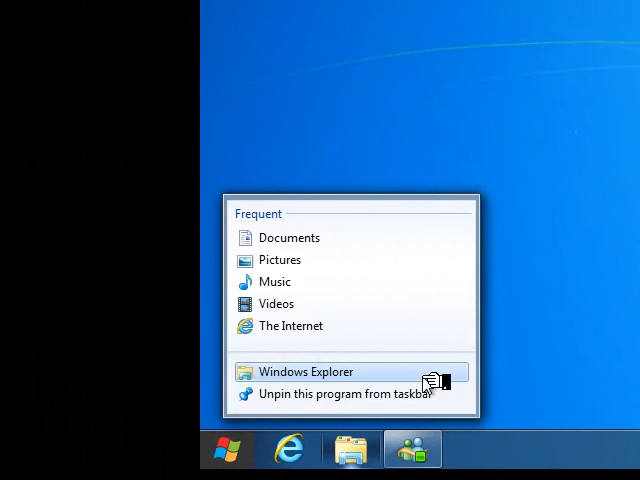 Frequent
Documents
Pictures
Music
Videos
The Internet
Windows Explorer
Unpin this program from taskbar